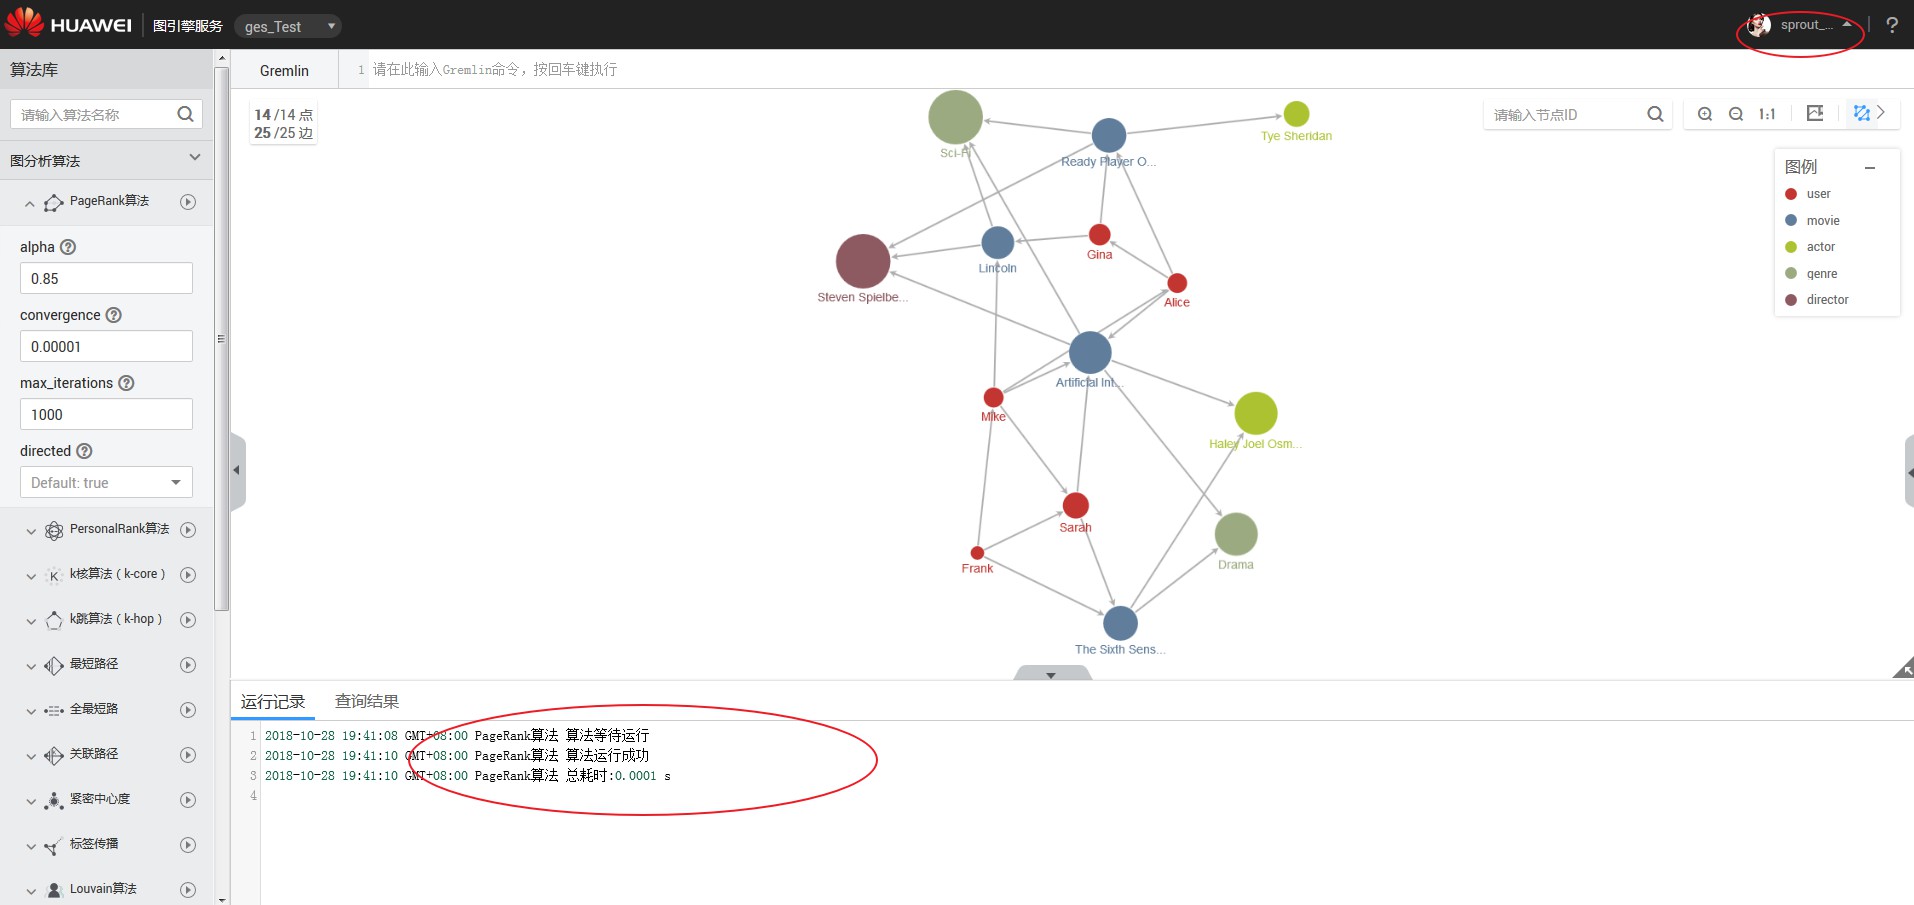 HUAWEI 图引擎服务 ges_Test sprout_... ?
算法库
请输入算法名称
图分析算法
PageRank算法
alpha ?
0.85
convergence ?
0.00001
max_iterations ?
1000
directed ?
Default: true
PersonalRank算法
k核算法（k-core）
k跳算法（k-hop）
最短路径
全最短路
关联路径
紧密中心度
标签传播
Louvain算法
Gremlin 1 请在此输入Gremlin命令，按回车键执行
14 /14 点
25 /25 边
请输入节点ID
1:1
图例
user
movie
actor
genre
director
Sci-Fi
Ready Player O...
Tye Sheridan
Gina
Lincoln
Steven Spielbe...
Alice
Artificial Int...
Mike
Haley Joel Osm...
Sarah
Drama
Frank
The Sixth Sens...
运行记录 查询结果
1 2018-10-28 19:41:08 GMT+08:00 PageRank算法 算法等待运行
2 2018-10-28 19:41:10 GMT+08:00 PageRank算法 算法运行成功
3 2018-10-28 19:41:10 GMT+08:00 PageRank算法 总耗时:0.0001 s
4